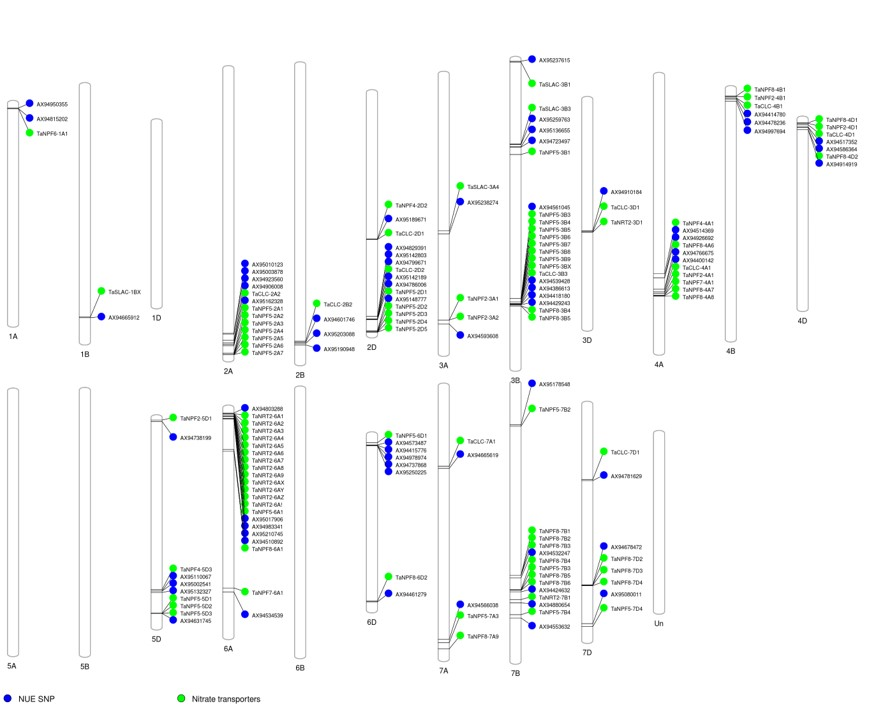 AX94950355
AX94815202
TaNPF6-1A1
1A
TaSLAC-1BX
AX94665912
1B
1D
AX95010123
AX95003878
AX94923560
AX94906008
TaCLC-2A2
AX95162328
TaNPF5-2A1
TaNPF5-2A2
TaNPF5-2A3
TaNPF5-2A4
TaNPF5-2A5
TaNPF5-2A6
TaNPF5-2A7
2A
TaCLC-2B2
AX94601746
AX95203088
AX95190948
2B
TaNPF4-2D2
AX95189671
TaCLC-2D1
AX94829391
AX95142803
AX94799671
TaCLC-2D2
AX95142189
AX94786006
TaNPF5-2D1
AX95148777
TaNPF5-2D2
TaNPF5-2D3
TaNPF5-2D4
TaNPF5-2D5
2D
TaSLAC-3A4
AX95238274
TaNPF2-3A1
TaNPF2-3A2
AX94593608
3A
AX95237615
TaSLAC-3B1
TaSLAC-3B3
AX95259763
AX95136655
AX94723497
TaNPF5-3B1
AX94561045
TaNPF5-3B3
TaNPF5-3B4
TaNPF5-3B5
TaNPF5-3B6
TaNPF5-3B7
TaNPF5-3B8
TaNPF5-3B9
TaNPF5-3BX
TaCLC-3B3
AX94539428
AX94386613
AX94418180
AX94429243
TaNPF8-3B4
TaNPF8-3B5
3B
AX94910184
TaCLC-3D1
TaNRT2-3D1
3D
TaNPF4-4A1
AX94514369
AX94926692
TaNPF8-4A6
AX94766675
AX94400142
TaCLC-4A1
TaNPF2-4A1
TaNPF7-4A1
TaNPF8-4A7
TaNPF8-4A8
4A
TaNPF8-4B1
TaNPF2-4B1
TaCLC-4B1
AX94414780
AX94478236
AX94997694
4B
TaNPF8-4D1
TaNPF2-4D1
TaCLC-4D1
AX94517352
AX94586364
TaNPF8-4D2
AX94914919
4D
5A
5B
TaNPF2-5D1
AX94738199
TaNPF4-5D3
AX95110067
AX95002541
AX95132327
TaNPF5-5D1
TaNPF5-5D2
TaNPF5-5D3
AX94631745
5D
AX94803288
TaNRT2-6A1
TaNRT2-6A2
TaNRT2-6A3
TaNRT2-6A4
TaNRT2-6A5
TaNRT2-6A6
TaNRT2-6A7
TaNRT2-6A8
TaNRT2-6A9
TaNRT2-6AX
TaNRT2-6AY
TaNRT2-6AZ
TaNRT2-6A!
TaNPF5-6A1
AX95017906
AX94983341
AX95210745
AX94510892
TaNPF8-6A1
TaNPF7-6A1
AX94534539
6A
6B
TaNPF5-6D1
AX94573487
AX94415776
AX94978974
AX94737868
AX95250225
TaNPF8-6D2
AX94461279
6D
TaCLC-7A1
AX94665619
AX94566038
TaNPF5-7A3
TaNPF8-7A9
7A
AX95178548
TaNPF5-7B2
TaNPF8-7B1
TaNPF8-7B2
TaNPF8-7B3
AX94532247
TaNPF8-7B4
TaNPF5-7B3
TaNPF8-7B5
TaNPF8-7B6
AX94424632
TaNRT2-7B1
AX94880654
TaNPF5-7B4
AX94553632
7B
TaCLC-7D1
AX94781629
AX94678472
TaNPF8-7D2
TaNPF8-7D3
TaNPF8-7D4
AX95080011
TaNPF5-7D4
7D
Un
NUE SNP
Nitrate transporters